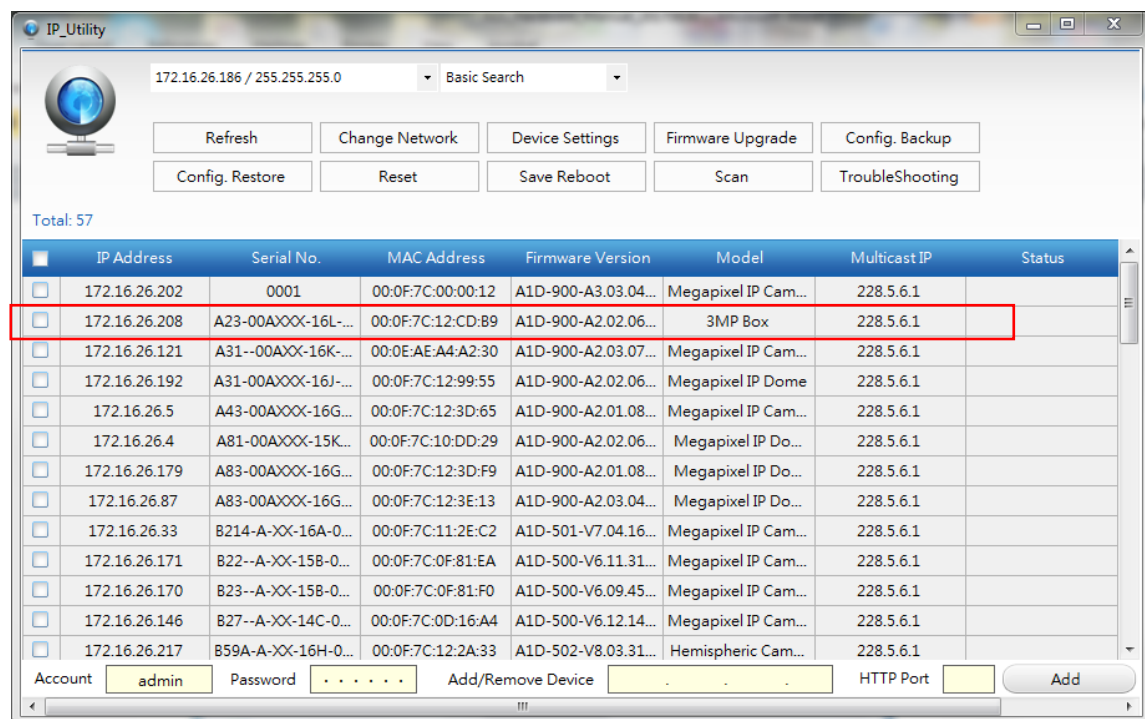 IP_Utility
172.16.26.186 / 255.255.255.0 Basic Search
Refresh Change Network Device Settings Firmware Upgrade Config. Backup
Config. Restore Reset Save Reboot Scan TroubleShooting
Total: 57
IP Address Serial No. MAC Address Firmware Version Model Multicast IP Status
172.16.26.202 0001 00:0F:7C:00:00:12 A1D-900-A3.03.04... Megapixel IP Cam... 228.5.6.1
172.16.26.208 A23-00AXXX-16L-... 00:0F:7C:12:CD:B9 A1D-900-A2.02.06... 3MP Box 228.5.6.1
172.16.26.121 A31--00AXX-16K-... 00:0E:AE:A4:A2:30 A1D-900-A2.03.07... Megapixel IP Cam... 228.5.6.1
172.16.26.192 A31-00AXXX-16J-... 00:0F:7C:12:99:55 A1D-900-A2.02.06... Megapixel IP Dome 228.5.6.1
172.16.26.5 A43-00AXXX-16G... 00:0F:7C:12:3D:65 A1D-900-A2.01.08... Megapixel IP Cam... 228.5.6.1
172.16.26.4 A81-00AXXX-15K... 00:0F:7C:10:DD:29 A1D-900-A2.02.06... Megapixel IP Do... 228.5.6.1
172.16.26.179 A83-00AXXX-16G... 00:0F:7C:12:3D:F9 A1D-900-A2.01.08... Megapixel IP Do... 228.5.6.1
172.16.26.87 A83-00AXXX-16G... 00:0F:7C:12:3E:13 A1D-900-A2.03.04... Megapixel IP Do... 228.5.6.1
172.16.26.33 B214-A-XX-16A-0... 00:0F:7C:11:2E:C2 A1D-501-V7.04.16... Megapixel IP Cam... 228.5.6.1
172.16.26.171 B22--A-XX-15B-0... 00:0F:7C:0F:81:EA A1D-500-V6.11.31... Megapixel IP Cam... 228.5.6.1
172.16.26.170 B23--A-XX-15B-0... 00:0F:7C:0F:81:F0 A1D-500-V6.09.45... Megapixel IP Cam... 228.5.6.1
172.16.26.146 B27--A-XX-14C-0... 00:0F:7C:0D:16:A4 A1D-500-V6.12.14... Megapixel IP Cam... 228.5.6.1
172.16.26.217 B59A-A-XX-16H-0... 00:0F:7C:12:2A:33 A1D-502-V8.03.31... Hemispheric Cam... 228.5.6.1
Account admin Password ...... Add/Remove Device . . . HTTP Port Add